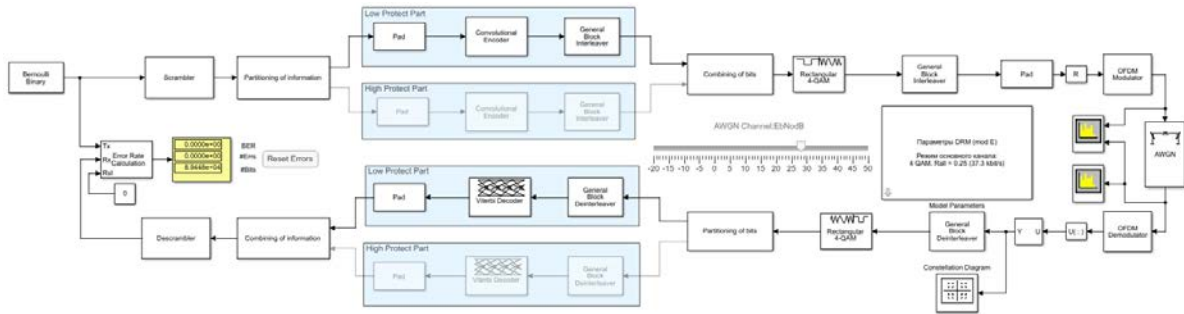 Low Protect Part
Pad
Convolutional
Encoder
General
Block
Interleaver
Bernoulli
Binary
Scrambler
Partitioning of information
Combining of bits
Rectangular
4-QAM
General
Block
Interleaver
Pad
R
OFDM
Modulator
High Protect Part
Pad
Convolutional
Encoder
General
Block
Interleaver
Tx
Rx
Rst
Error Rate
Calculation
0.0000e+00
0.0000e+00
BER
#Errs
#Bits
Reset Errors
0
AWGN Channel:EbNodB
-20 -15 -10 -5 0 5 10 15 20 25 30 35 40 45 50
Параметры DRM (mod E)
Режим основного канала:
4 QAM, Rall = 0.25 (37.3 kbit/s)
Model Parameters
AWGN
Low Protect Part
Pad
Viterbi Decoder
General
Block
Deinterleaver
Descrambler
Combining of information
Partitioning of bits
Rectangular
4-QAM
General
Block
Deinterleaver
Y U
U( : )
OFDM
Demodulator
High Protect Part
Pad
Viterbi Decoder
General
Block
Deinterleaver
Constellation Diagram